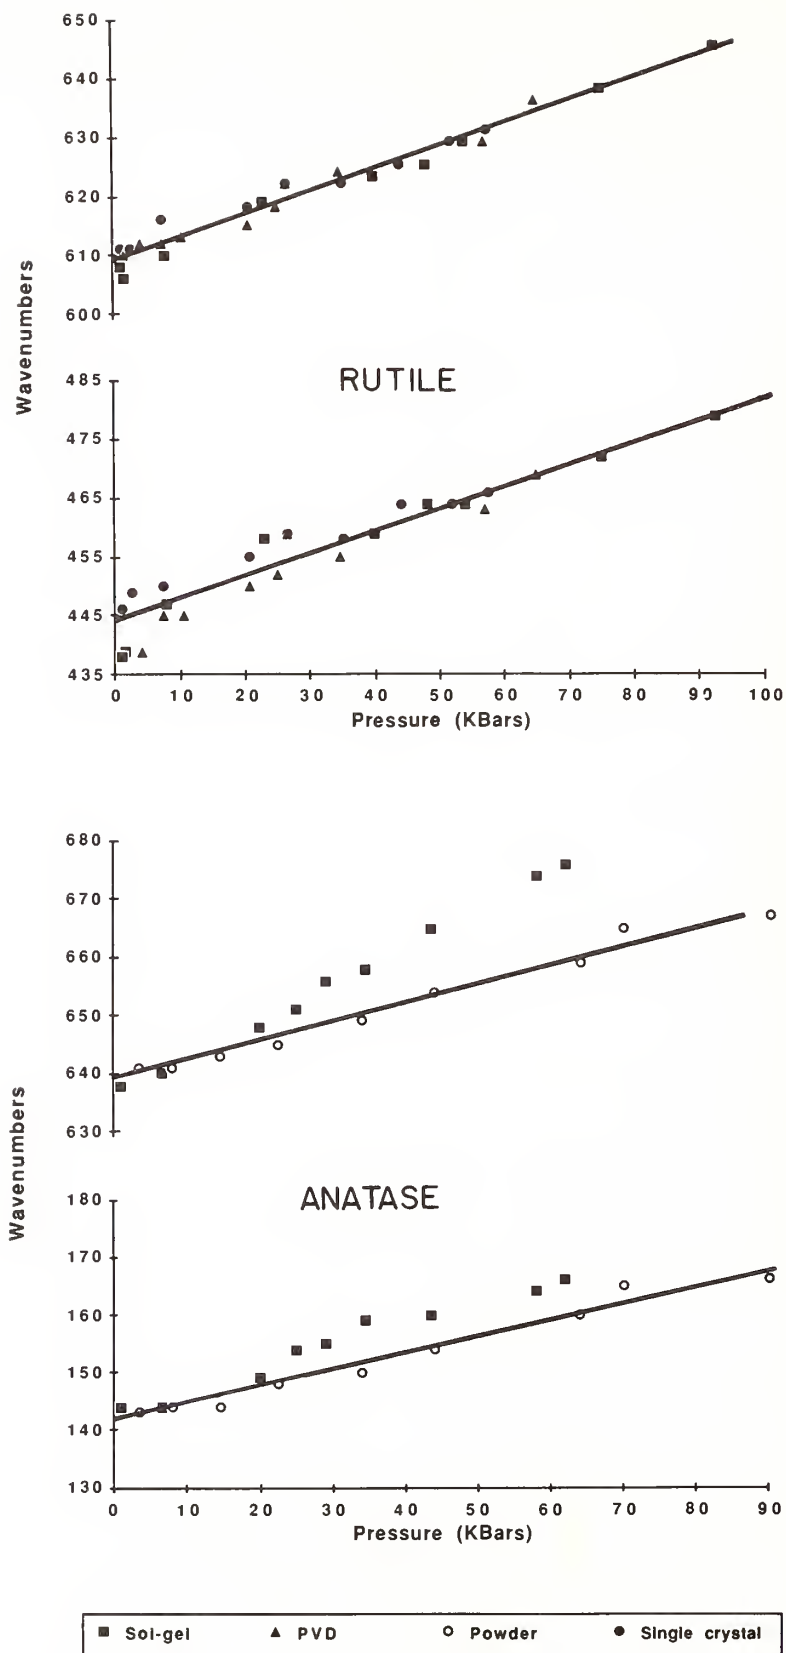 650
640
630
620
610
600
Wavenumbers
RUTILE
485
475
465
455
445
435
0 10 20 30 40 50 60 70 80 90 100
Pressure (KBars)
680
670
660
650
640
630
Wavenumbers
ANATASE
180
170
160
150
140
130
0 10 20 30 40 50 60 70 80 90
Pressure (KBars)
Sol-gel PVD Powder Single crystal